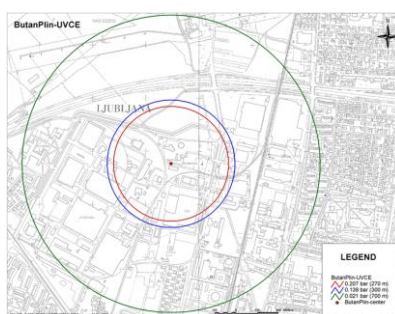 ButanPlin-UVCE
LJUBLJANA
LEGEND
ButanPlin-UVCE
0.207 bar (270 m)
0.138 bar (300 m)
0.021 bar (700 m)
ButanPlin-center